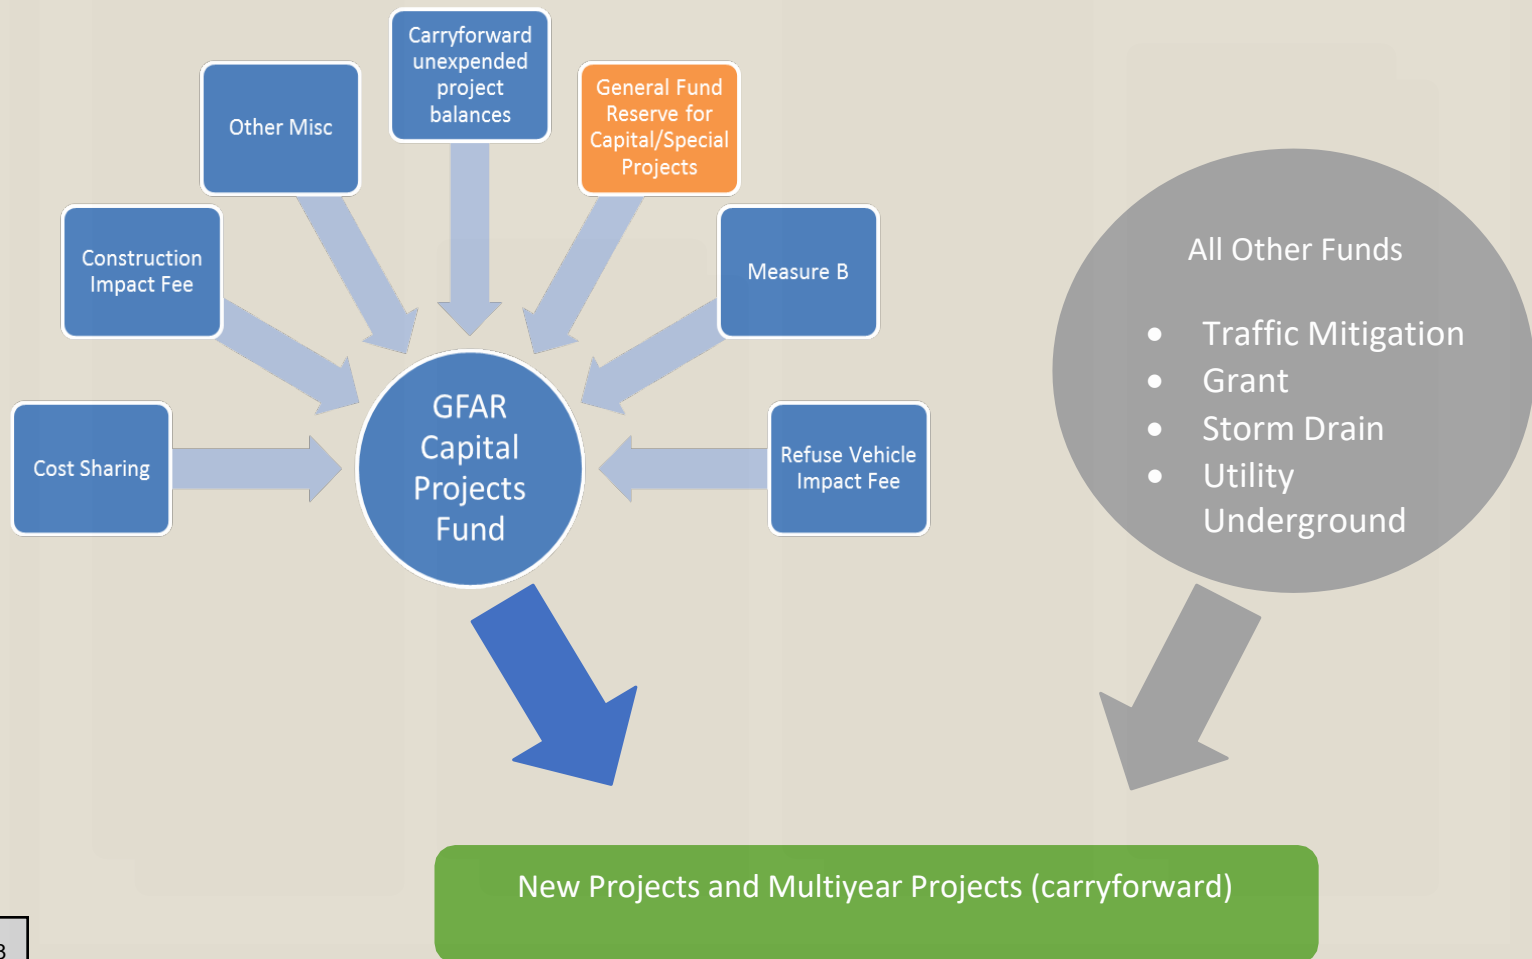 Carryforward
unexpended
project
balances
General Fund
Reserve for
Capital/Special
Projects
Other Misc
Construction
Impact Fee
Measure B
Cost Sharing
GFAR
Capital
Projects
Fund
Refuse Vehicle
Impact Fee
All Other Funds
• Traffic Mitigation
• Grant
• Storm Drain
• Utility
Underground
New Projects and Multiyear Projects (carryforward)